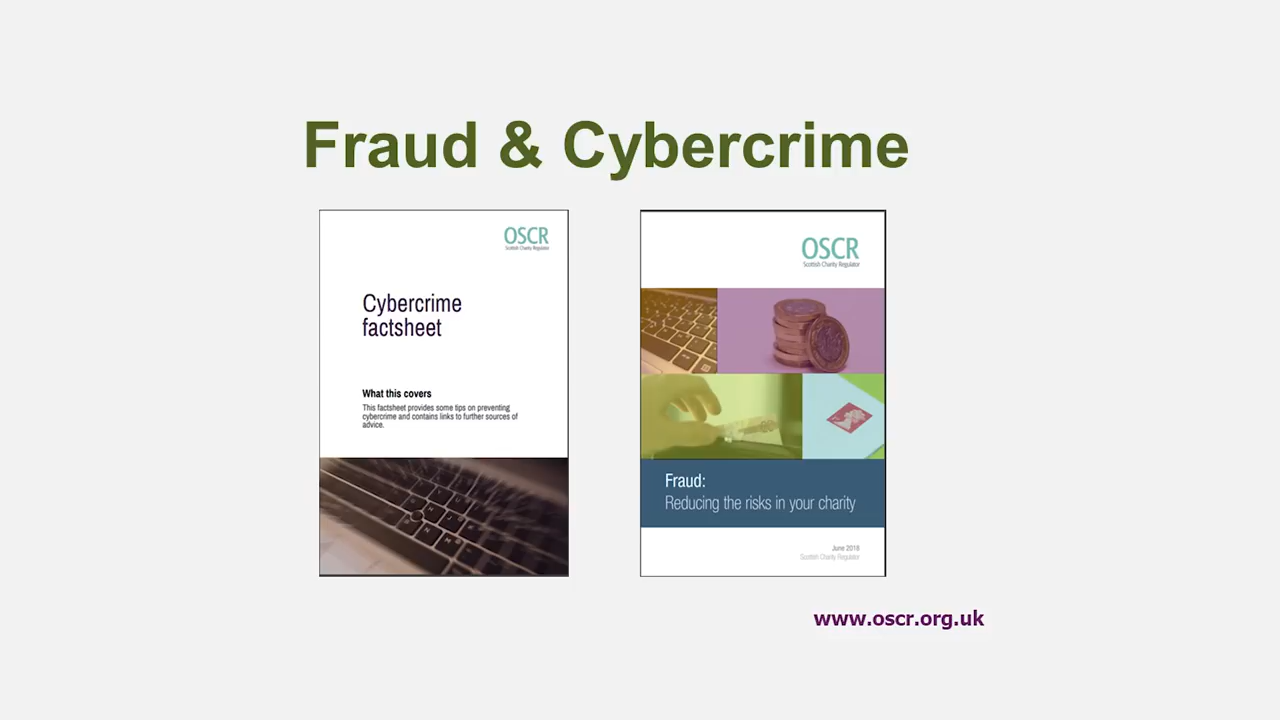 Fraud & Cybercrime
OSCR
Scottish Charity Regulator
Cybercrime
factsheet
What this covers
This factsheet provides some tips on preventing
cybercrime and contains links to further sources of
advice.
OSCR
Scottish Charity Regulator
Fraud:
Reducing the risks in your charity
June 2018
Scottish Charity Regulator
www.oscr.org.uk